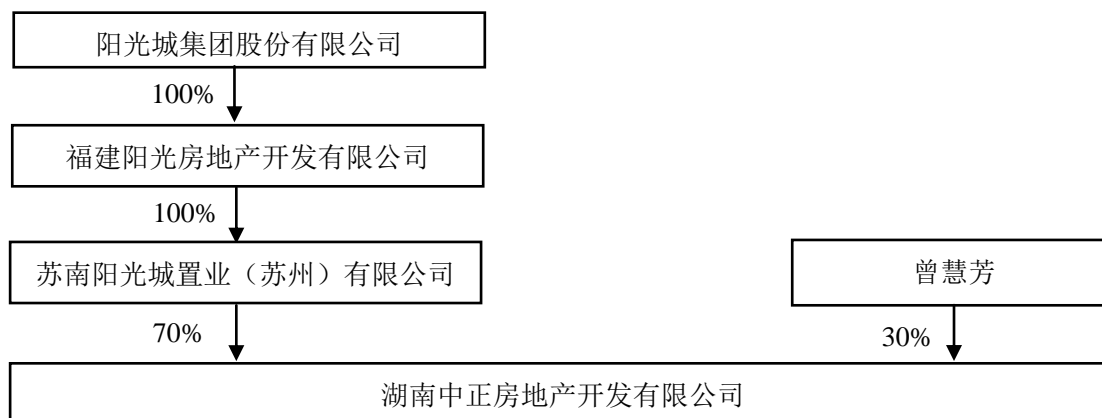 阳光城集团股份有限公司
100%
福建阳光房地产开发有限公司
100%
苏南阳光城置业（苏州）有限公司
曾慧芳
70%
30%
湖南中正房地产开发有限公司